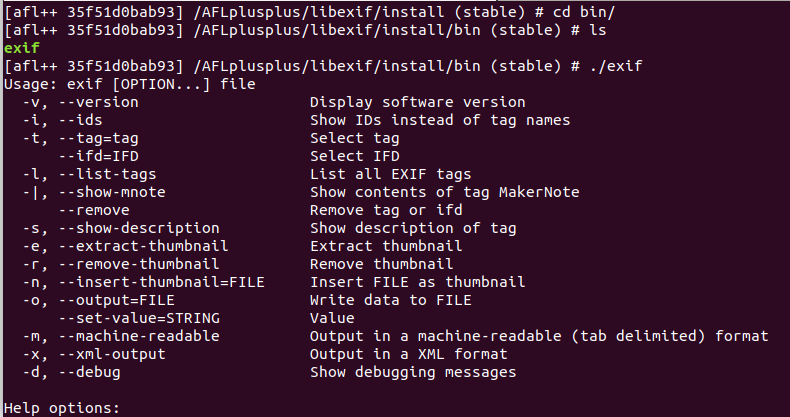 [afl++ 35f51d0bab93] /AFLplusplus/libexif/install (stable) # cd bin/
[afl++ 35f51d0bab93] /AFLplusplus/libexif/install/bin (stable) # ls
exif
[afl++ 35f51d0bab93] /AFLplusplus/libexif/install/bin (stable) # ./exif
Usage: exif [OPTION...] file
  -v, --version                   Display software version
  -i, --ids                       Show IDs instead of tag names
  -t, --tag=tag                   Select tag
      --ifd=IFD                   Select IFD
  -l, --list-tags                 List all EXIF tags
  -|, --show-mnote                Show contents of tag MakerNote
      --remove                    Remove tag or ifd
  -s, --show-description          Show description of tag
  -e, --extract-thumbnail         Extract thumbnail
  -r, --remove-thumbnail          Remove thumbnail
  -n, --insert-thumbnail=FILE     Insert FILE as thumbnail
  -o, --output=FILE               Write data to FILE
      --set-value=STRING          Value
  -m, --machine-readable          Output in a machine-readable (tab delimited) format
  -x, --xml-output                Output in a XML format
  -d, --debug                     Show debugging messages

Help options: